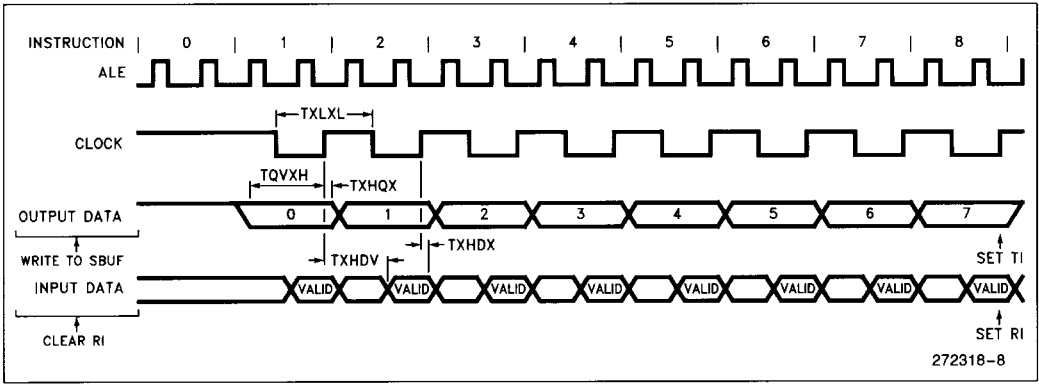 INSTRUCTION | 0 | 1 | 2 | 3 | 4 | 5 | 6 | 7 | 8 |
ALE
TXLXL
CLOCK
TQVXH TXHQX
OUTPUT DATA 0 1 2 3 4 5 6 7
WRITE TO SBUF TXHDV TXHDX SET TI
INPUT DATA VALID VALID VALID VALID VALID VALID VALID VALID
CLEAR RI SET RI
272318-8